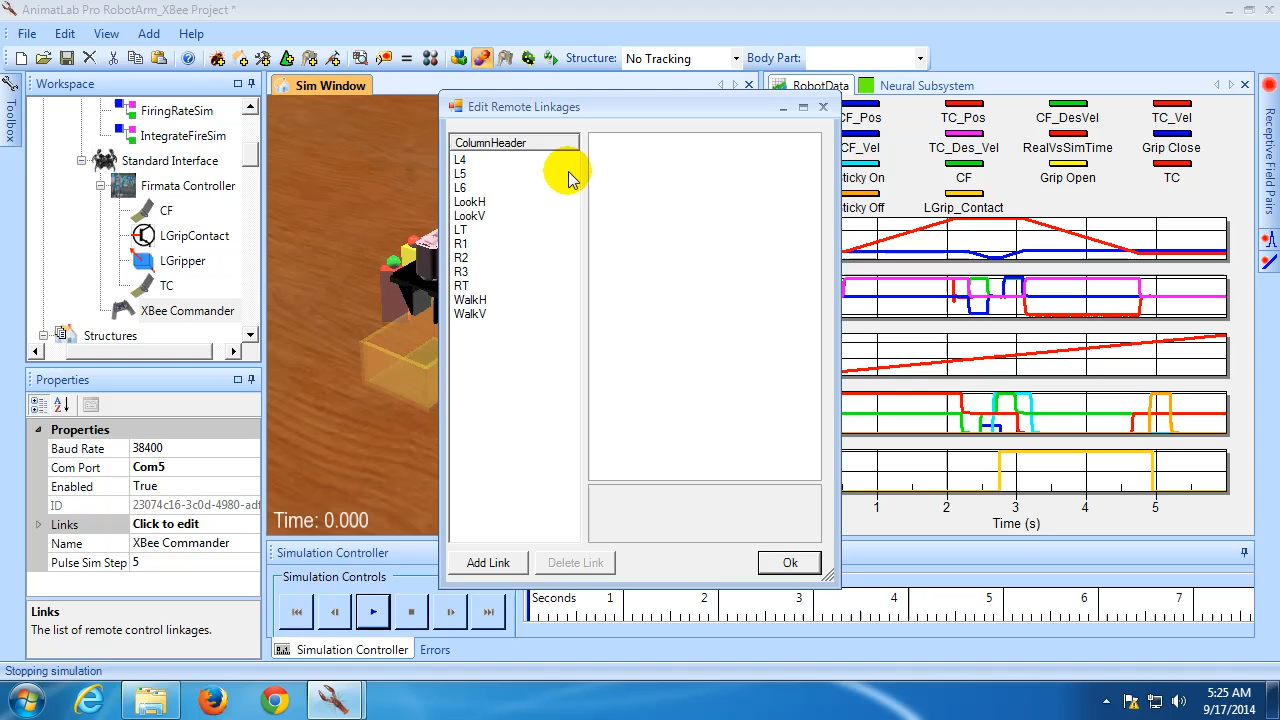 AnimatLab Pro RobotArm_XBee Project *
File Edit View Add Help
Structure: No Tracking Body Part:
Toolbox
Workspace
FiringRateSim
IntegrateFireSim
Standard Interface
Firmata Controller
CF
LGripContact
LGripper
TC
XBee Commander
Structures
Properties
Properties
Baud Rate 38400
Com Port Com5
Enabled True
ID 23074c16-3c0d-4980-adf
Links Click to edit
Name XBee Commander
Pulse Sim Step 5
Links
The list of remote control linkages.
Sim Window
Time: 0.000
Edit Remote Linkages
ColumnHeader
L4
L5
L6
LookH
LookV
LT
R1
R2
R3
RT
WalkH
WalkV
Add Link Delete Link Ok
RobotData Neural Subsystem
CF_Pos TC_Pos CF_DesVel TC_Vel
CF_Vel TC_Des_Vel RealVsSimTime Grip Close
ticky On CF Grip Open TC
ticky Off LGrip_Contact
1 2 3 4 5
Time (s)
Receptive Field Pairs
Simulation Controller
Simulation Controls
Seconds 1 2 3 4 5 6 7
Simulation Controller Errors
Stopping simulation
5:25 AM
9/17/2014